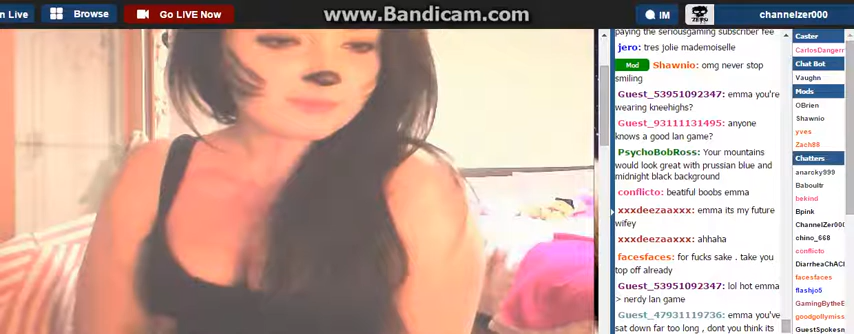 n Live
Browse
Go LIVE Now
www.Bandicam.com
IM
ZERO
channelzer000
paying the seriousgaming subscriber fee
jero: tres jolie mademoiselle
Mod Shawnio: omg never stop
smiling
Guest_53951092347: emma you're
wearing kneehighs?
Guest_93111131495: anyone
knows a good lan game?
PsychoBobRoss: Your mountains
would look great with prussian blue and
midnight black background
conflicto: beatiful boobs emma
xxxdeezaaxxx: emma its my future
wifey
xxxdeezaaxxx: ahhaha
facesfaces: for fucks sake . take you
top off already
Guest_53951092347: lol hot emma
> nerdy lan game
Guest_47931119736: emma you've
sat down far too long , dont you think its
Caster
CarlosDangerr
Chat Bot
Vaughn
Mods
OBrien
Shawnio
yves
Zach88
Chatters
anarcky999
Baboultr
bekind
Bpink
ChannelZer00
chino_668
conflicto
DiarrheaChACI
facesfaces
flashjo5
GamingBytheE
goodgollymiss
GuestSpokesn